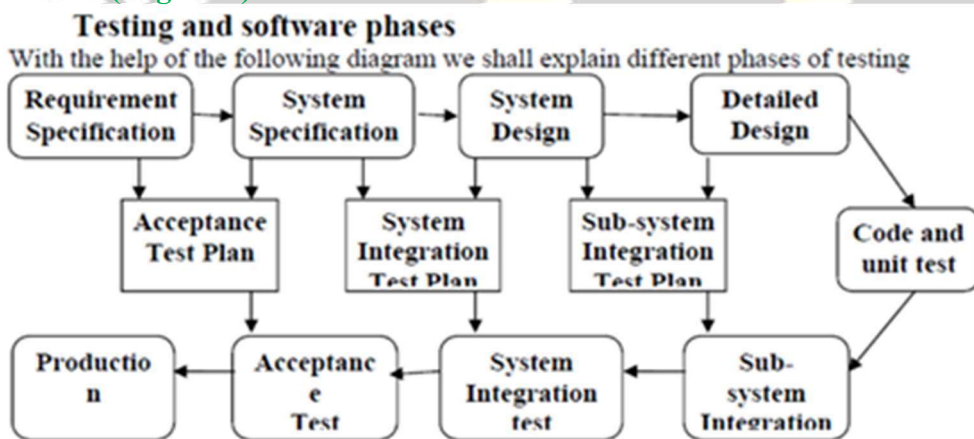 Testing and software phases
With the help of the following diagram we shall explain different phases of testing
Requirement
Specification
System
Specification
System
Design
Detailed
Design
Acceptance
Test Plan
System
Integration
Test Plan
Sub-system
Integration
Test Plan
Code and
unit test
Productio
n
Acceptanc
e
Test
System
Integration
test
Sub-
system
Integration